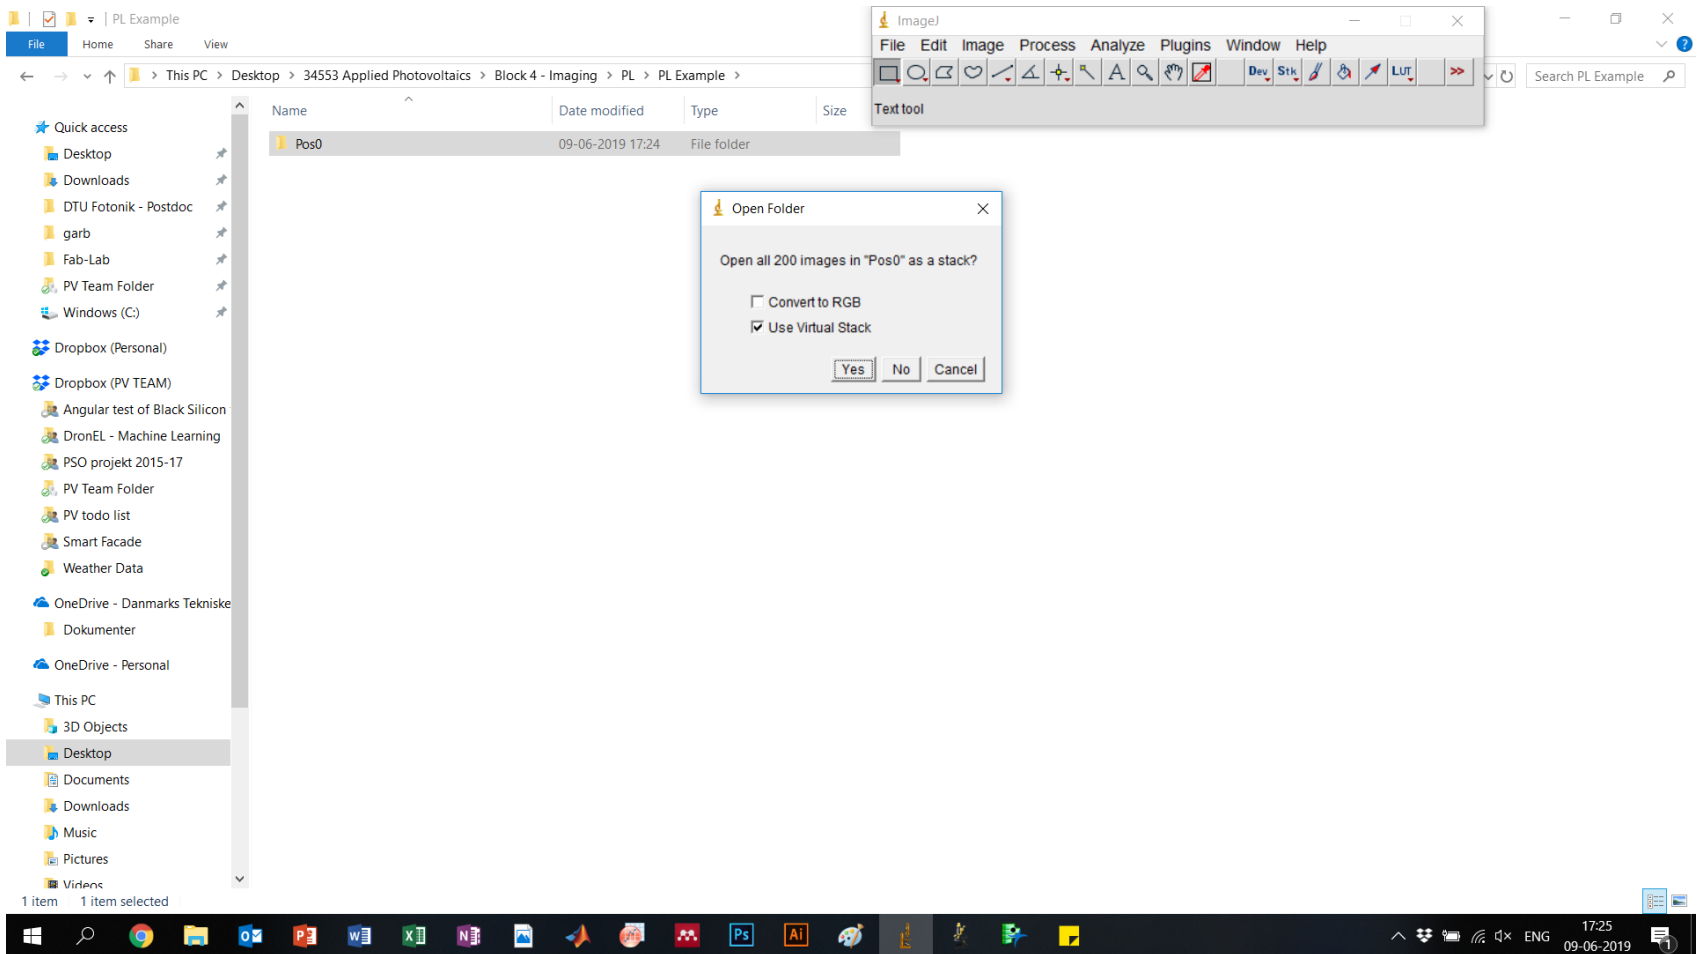 PL Example
File Home Share View
This PC > Desktop > 34553 Applied Photovoltaics > Block 4 - Imaging > PL > PL Example >
Search PL Example
ImageJ
File Edit Image Process Analyze Plugins Window Help
A Dev Stk LUT >>
Text tool
Name Date modified Type Size
Pos0 09-06-2019 17:24 File folder
Quick access
Desktop
Downloads
DTU Fotonik - Postdoc
garb
Fab-Lab
PV Team Folder
Windows (C:)
Dropbox (Personal)
Dropbox (PV TEAM)
Angular test of Black Silicon
DronEL - Machine Learning
PSO projekt 2015-17
PV Team Folder
PV todo list
Smart Facade
Weather Data
OneDrive - Danmarks Tekniske
Dokumenter
OneDrive - Personal
This PC
3D Objects
Desktop
Documents
Downloads
Music
Pictures
Videos
Open Folder
Open all 200 images in "Pos0" as a stack?
Convert to RGB
Use Virtual Stack
Yes No Cancel
1 item 1 item selected
Ps Ai
ENG
17:25
09-06-2019
1